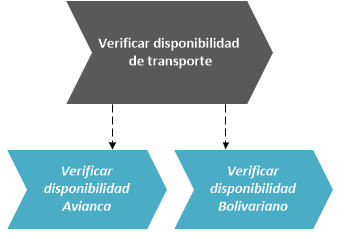 Verificar disponibilidad
de transporte
Verificar
disponibilidad
Avianca
Verificar
disponibilidad
Bolivariano